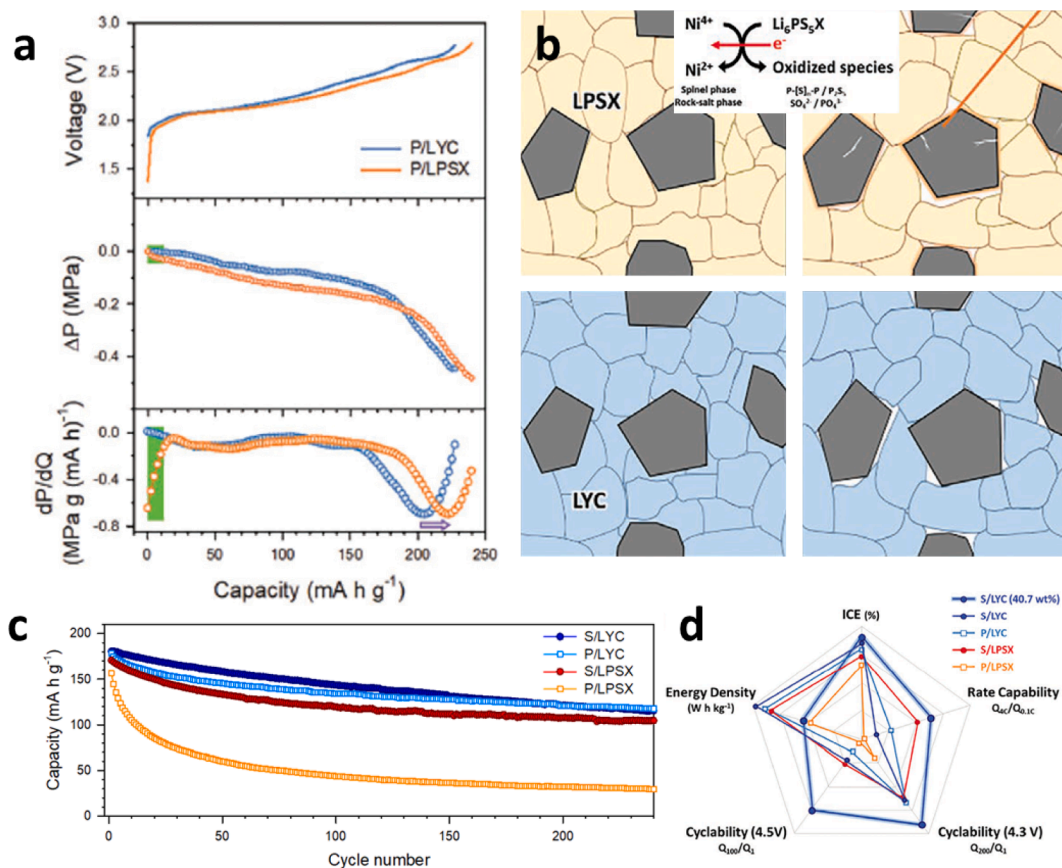 a
Voltage (V)
3.0
2.5
2.0
1.5
1.0
P/LYC
P/LPSX
ΔP (MPa)
0.0
-0.2
-0.4
dP/dQ
(MPa g (mA h)⁻¹)
0.0
-0.4
-0.8
0 50 100 150 200 250
Capacity (mA h g⁻¹)
b
Ni⁴⁺ Li₆PS₅X
e⁻
Ni²⁺ Oxidized species
Spinel phase
Rock-salt phase
SO₄²⁻ / PO₄³⁻
LPSX
LYC
c
Capacity (mA h g⁻¹)
200
150
100
50
0
S/LYC
P/LYC
S/LPSX
P/LPSX
0 50 100 150 200
Cycle number
d
S/LYC (40.7 wt%)
S/LYC
P/LYC
S/LPSX
P/LPSX
ICE (%)
Energy Density
(W h kg⁻¹)
Rate Capability
Q₄C/Q₀.₁C
Cyclability (4.5V)
Q₁₀₀/Q₁
Cyclability (4.3 V)
Q₂₀₀/Q₁